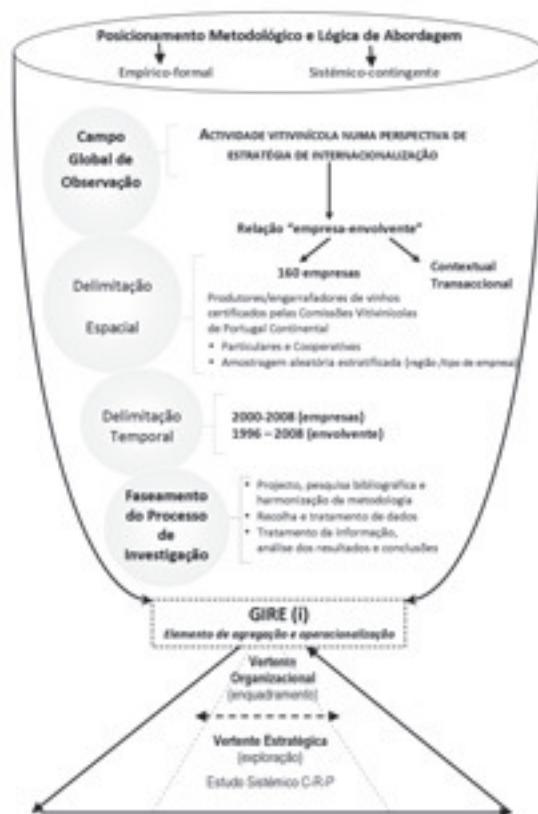 Posicionamento Metodológico e Lógica de Abordagem
Empírico-formal
Sistémico-contingente
Campo
Global de
Observação
ACTIVIDADE VITIVINÍCOLA NUMA PERSPECTIVA DE
ESTRATÉGIA DE INTERNACIONALIZAÇÃO
Relação "empresa-envolvente"
160 empresas
Contextual
Transaccional
Delimitação
Espacial
Produtores/engarrafadores de vinhos
certificados pelas Comissões Vitivinícolas
de Portugal Continental
• Particulares e Cooperativas
• Amostragem aleatória estratificada (região /tipo de empresa)
Delimitação
Temporal
2000-2008 (empresas)
1996 – 2008 (envolvente)
Faseamento
do Processo
de
Investigação
• Projecto, pesquisa bibliográfica e
harmonização da metodologia
• Recolha e tratamento de dados
• Tratamento da informação,
análise dos resultados e conclusões
GIRE (i)
Elemento de agregação e operacionalização
Vertente
Organizacional
(enquadramento)
Vertente Estratégica
(exploração)
Estudo Sistémico C-R-P